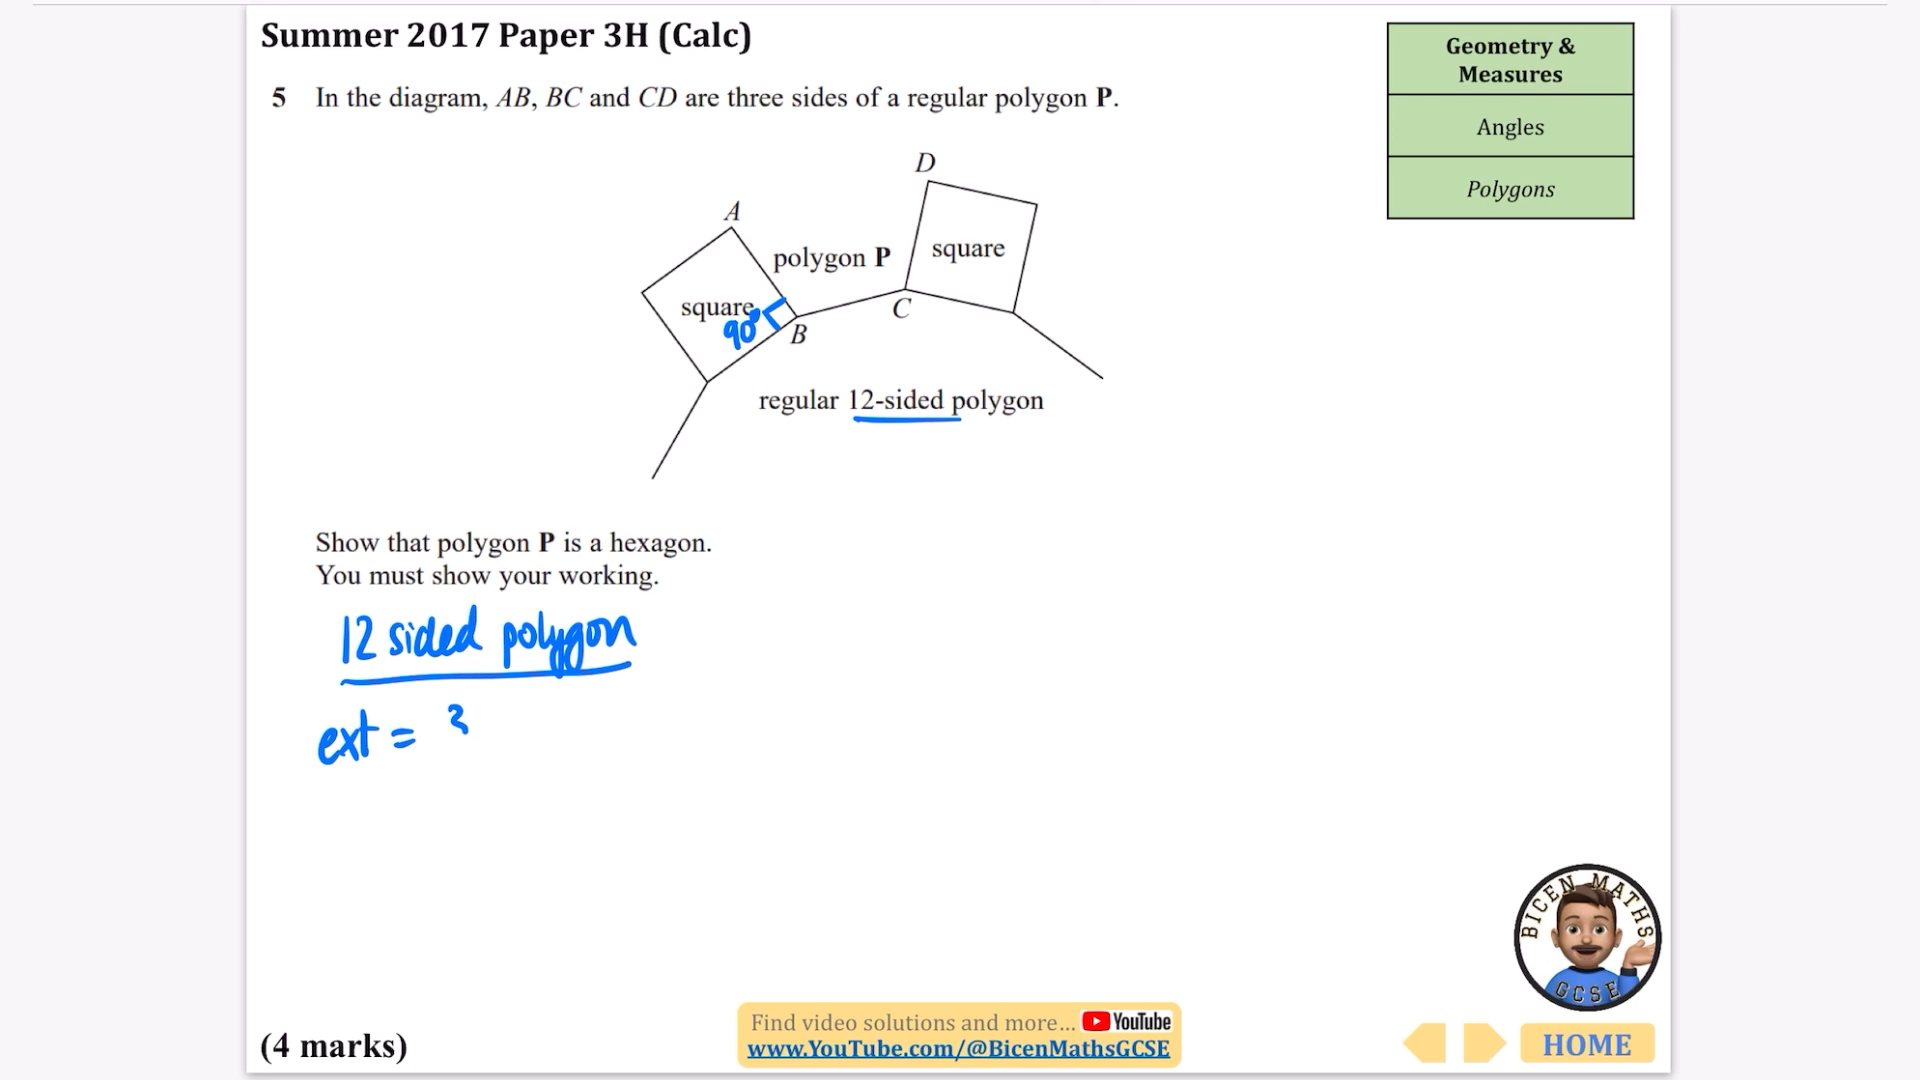 Summer 2017 Paper 3H (Calc)
Geometry &
Measures
Angles
Polygons
5 In the diagram, AB, BC and CD are three sides of a regular polygon P.
D
A
polygon P
square
square
90°
B
C
regular 12-sided polygon
Show that polygon P is a hexagon.
You must show your working.
12 sided polygon
ext = 3
BICEN MATHS
GCSE
(4 marks)
Find video solutions and more... YouTube
www.YouTube.com/@BicenMathsGCSE
HOME